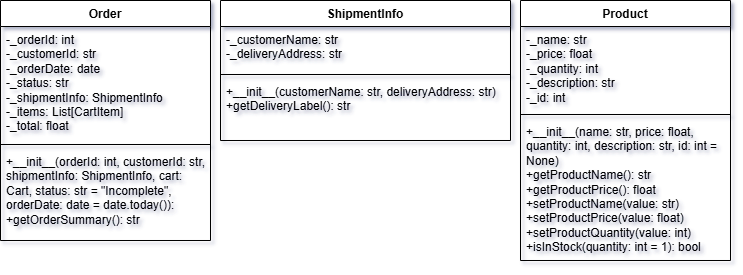 Order
-_orderId: int
-_customerId: str
-_orderDate: date
-_status: str
-_shipmentInfo: ShipmentInfo
-_items: List[CartItem]
-_total: float
+__init__(orderId: int, customerId: str,
shipmentInfo: ShipmentInfo, cart:
Cart, status: str = "Incomplete",
orderDate: date = date.today()):
+getOrderSummary(): str
ShipmentInfo
-_customerName: str
-_deliveryAddress: str
+__init__(customerName: str, deliveryAddress: str)
+getDeliveryLabel(): str
Product
-_name: str
-_price: float
-_quantity: int
-_description: str
-_id: int
+__init__(name: str, price: float,
quantity: int, description: str, id: int =
None)
+getProductName(): str
+getProductPrice(): float
+setProductName(value: str)
+setProductPrice(value: float)
+setProductQuantity(value: int)
+isInStock(quantity: int = 1): bool